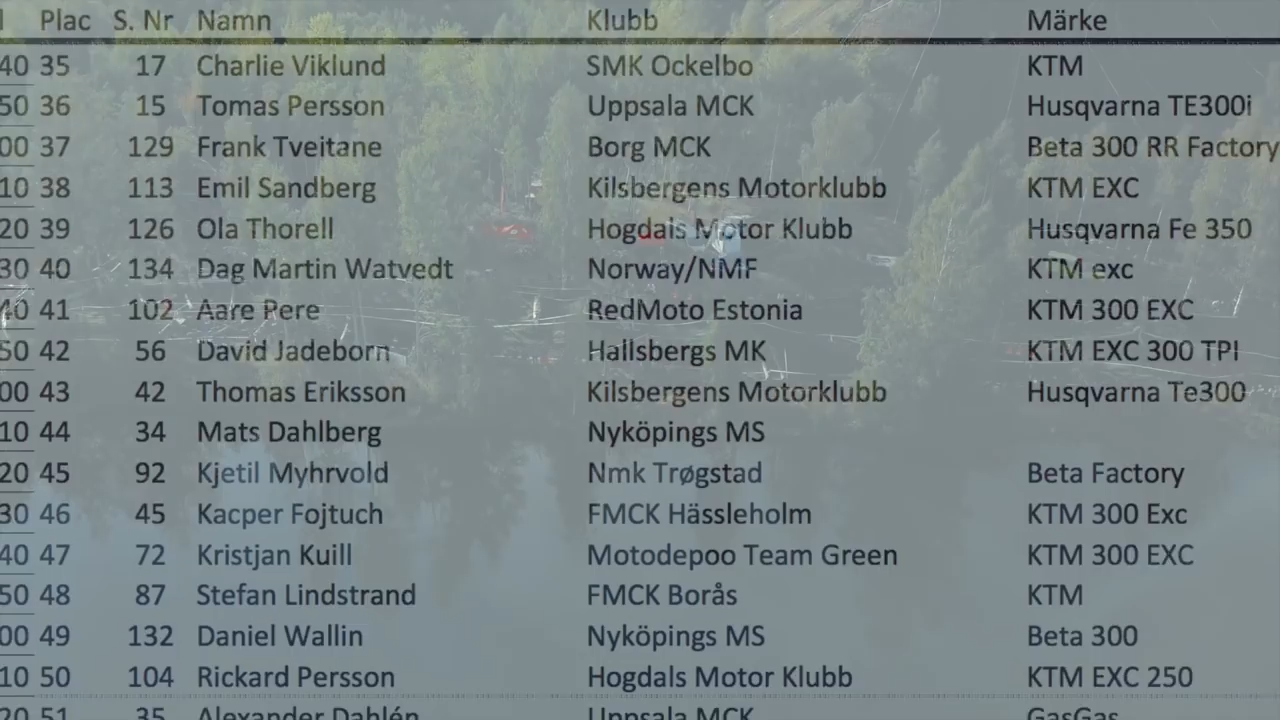 Plac S. Nr Namn Klubb Märke
40 35 17 Charlie Viklund SMK Ockelbo KTM
50 36 15 Tomas Persson Uppsala MCK Husqvarna TE300i
00 37 129 Frank Tveitane Borg MCK Beta 300 RR Factory
10 38 113 Emil Sandberg Kilsbergens Motorklubb KTM EXC
20 39 126 Ola Thorell Hogdals Motor Klubb Husqvarna Fe 350
30 40 134 Dag Martin Watvedt Norway/NMF KTM exc
40 41 102 Aare Pere RedMoto Estonia KTM 300 EXC
50 42 56 David Jadeborn Hallsbergs MK KTM EXC 300 TPI
00 43 42 Thomas Eriksson Kilsbergens Motorklubb Husqvarna Te300
10 44 34 Mats Dahlberg Nyköpings MS
20 45 92 Kjetil Myhrvold Nmk Trøgstad Beta Factory
30 46 45 Kacper Fojtuch FMCK Hässleholm KTM 300 Exc
40 47 72 Kristjan Kuill Motodepoo Team Green KTM 300 EXC
50 48 87 Stefan Lindstrand FMCK Borås KTM
00 49 132 Daniel Wallin Nyköpings MS Beta 300
10 50 104 Rickard Persson Hogdals Motor Klubb KTM EXC 250
20 51 35 Alexander Dahlén Uppsala MCK GasGas